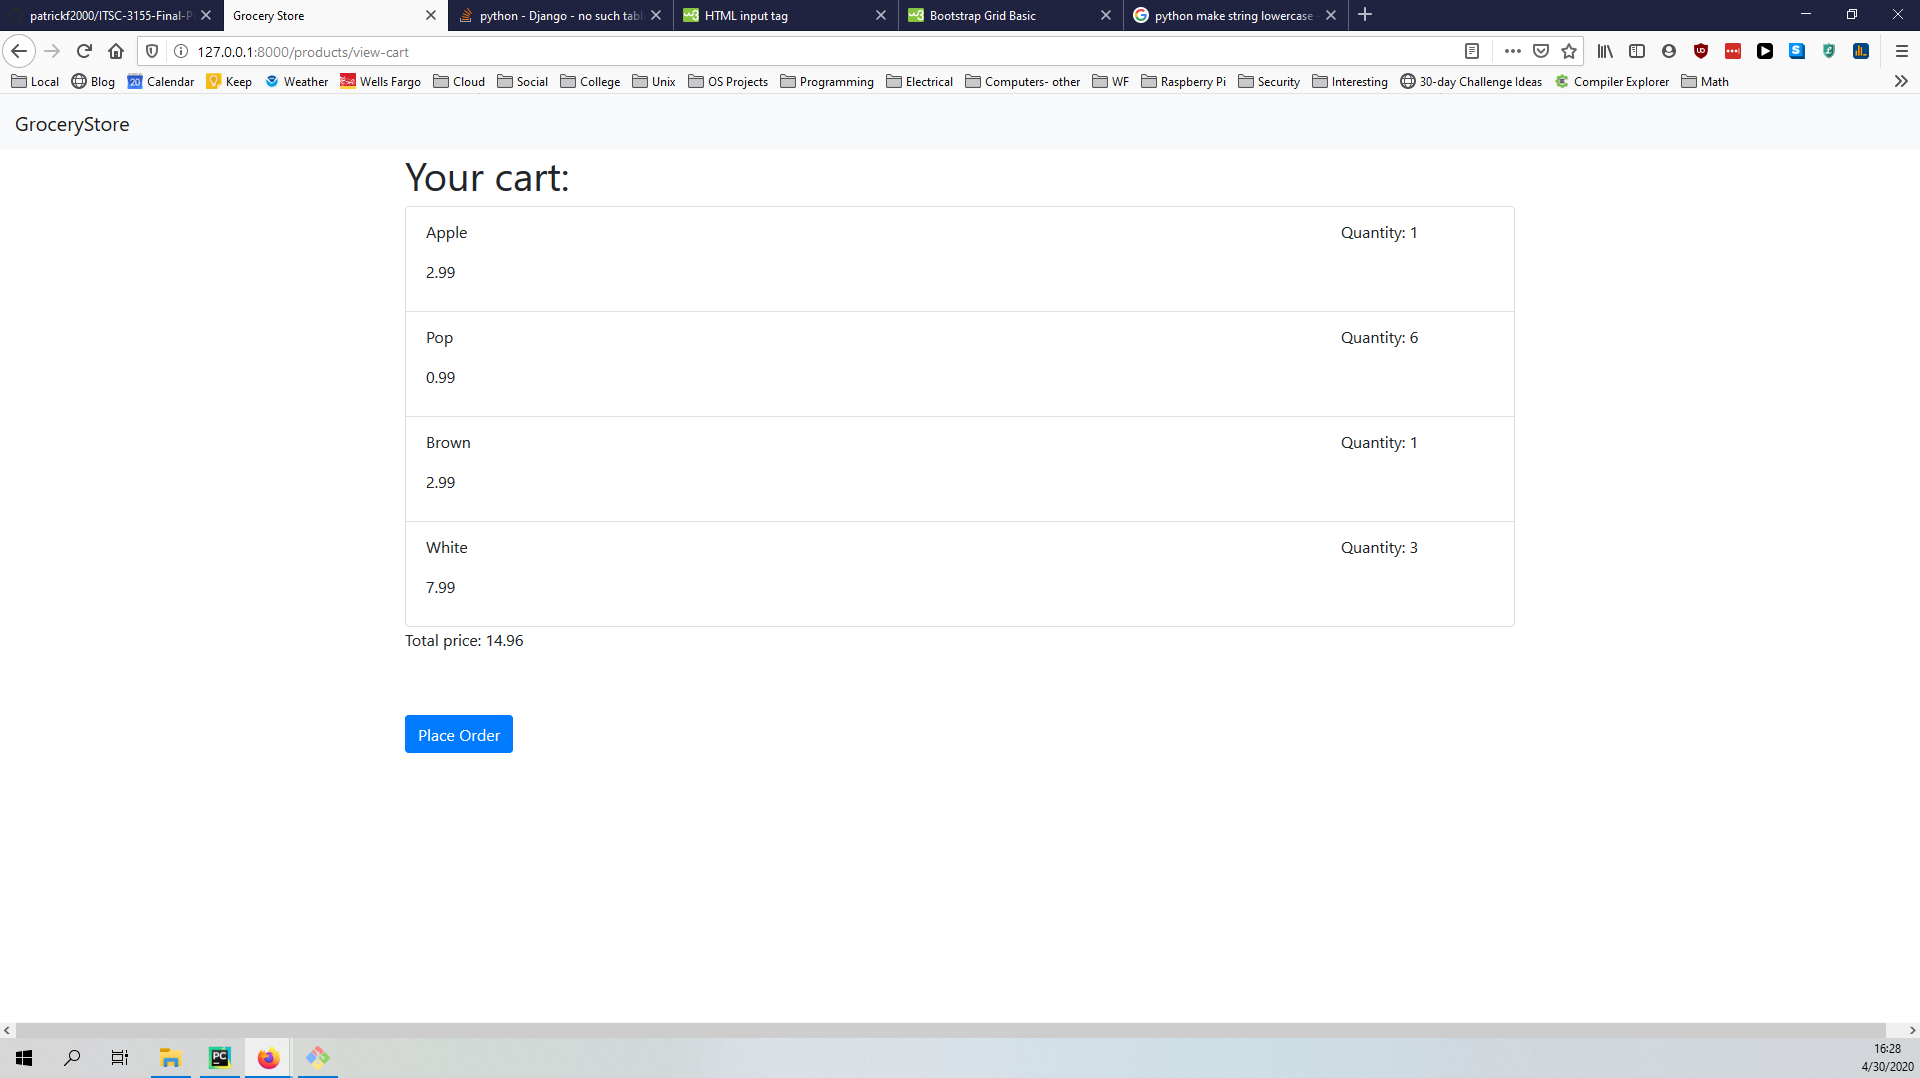 patrickf2000/ITSC-3155-Final-P
Grocery Store
python - Django - no such tabl
HTML input tag
Bootstrap Grid Basic
python make string lowercase -
127.0.0.1:8000/products/view-cart
Local
Blog
20
Calendar
Keep
Weather
Wells Fargo
Cloud
Social
College
Unix
OS Projects
Programming
Electrical
Computers- other
WF
Raspberry Pi
Security
Interesting
30-day Challenge Ideas
Compiler Explorer
Math
GroceryStore
Your cart:
Apple
Quantity: 1
2.99
Pop
Quantity: 6
0.99
Brown
Quantity: 1
2.99
White
Quantity: 3
7.99
Total price: 14.96
Place Order
PC
16:28
4/30/2020